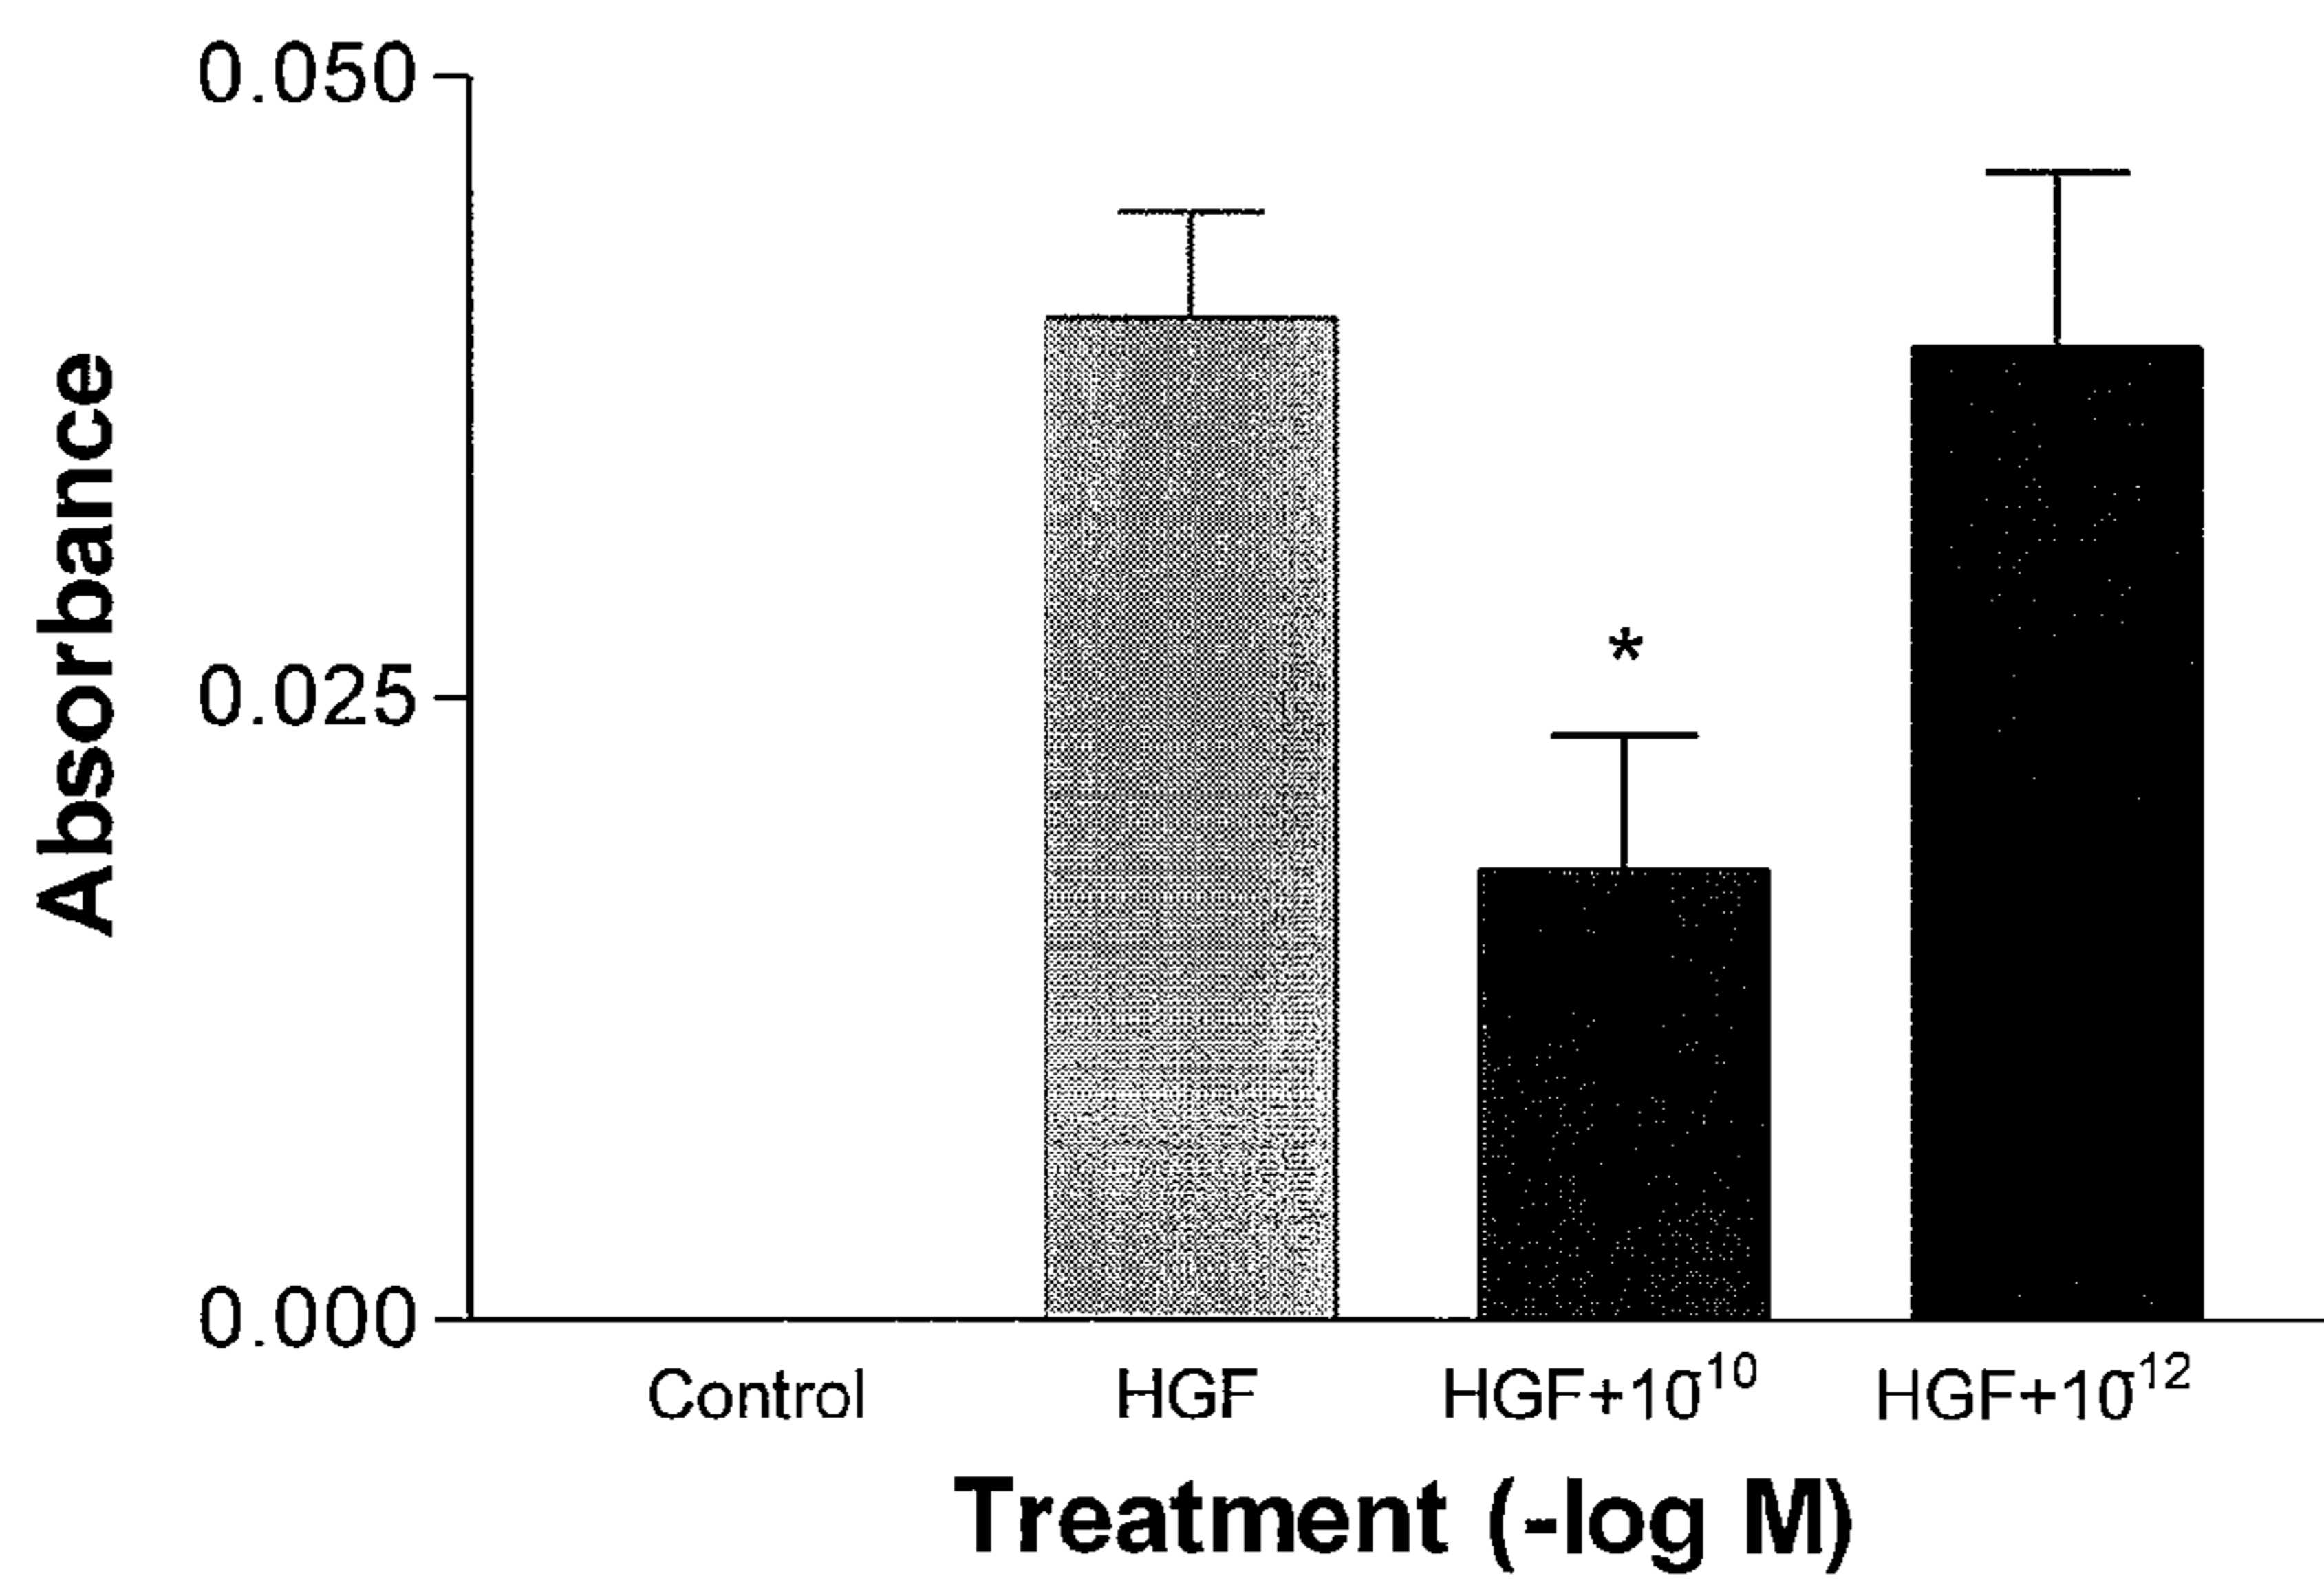 0.050
0.025
0.000
Absorbance
*
Control HGF HGF+10⁻¹⁰ HGF+10⁻¹²
Treatment (-log M)